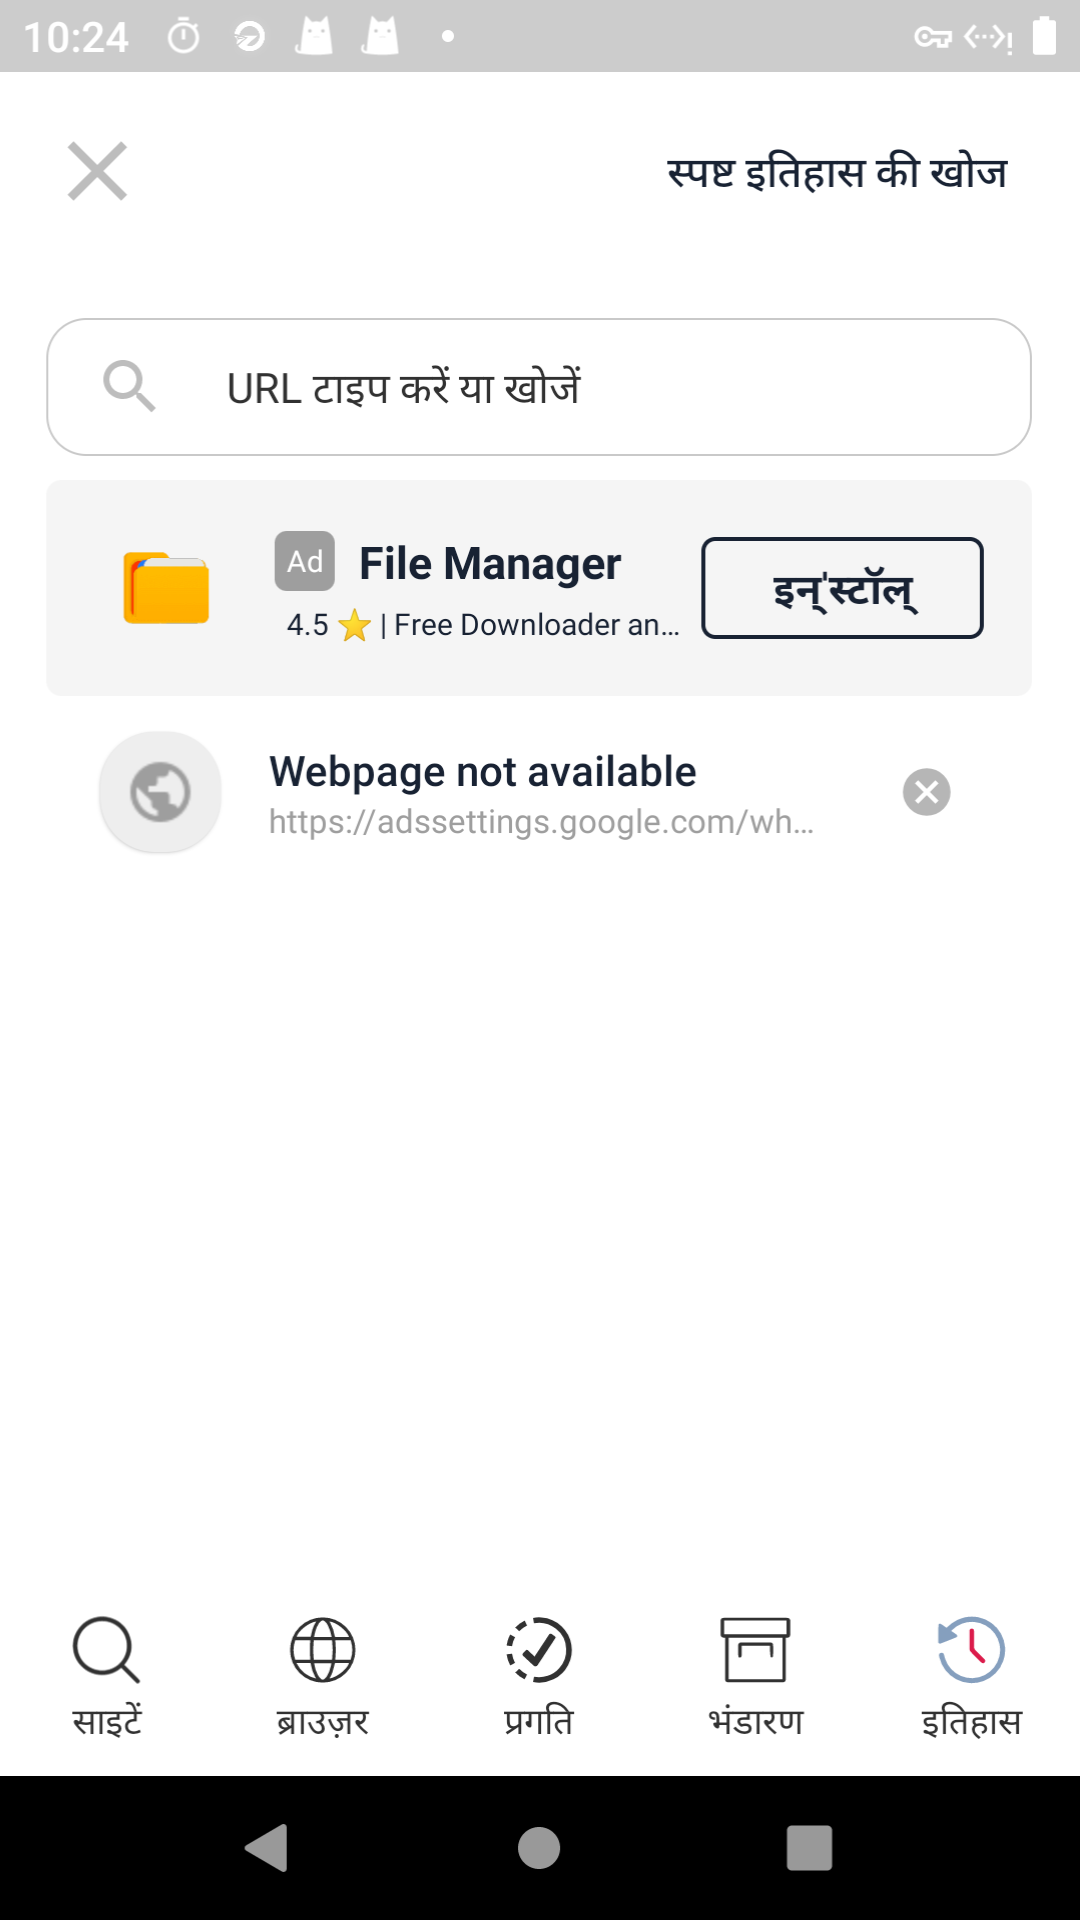 10:24
स्पष्ट इतिहास की खोज
URL टाइप करें या खोजें
Ad File Manager
4.5 ⭐ | Free Downloader an...
इन्'स्टॉल्
Webpage not available
https://adssettings.google.com/wh...
साइटें ब्राउज़र प्रगति भंडारण इतिहास